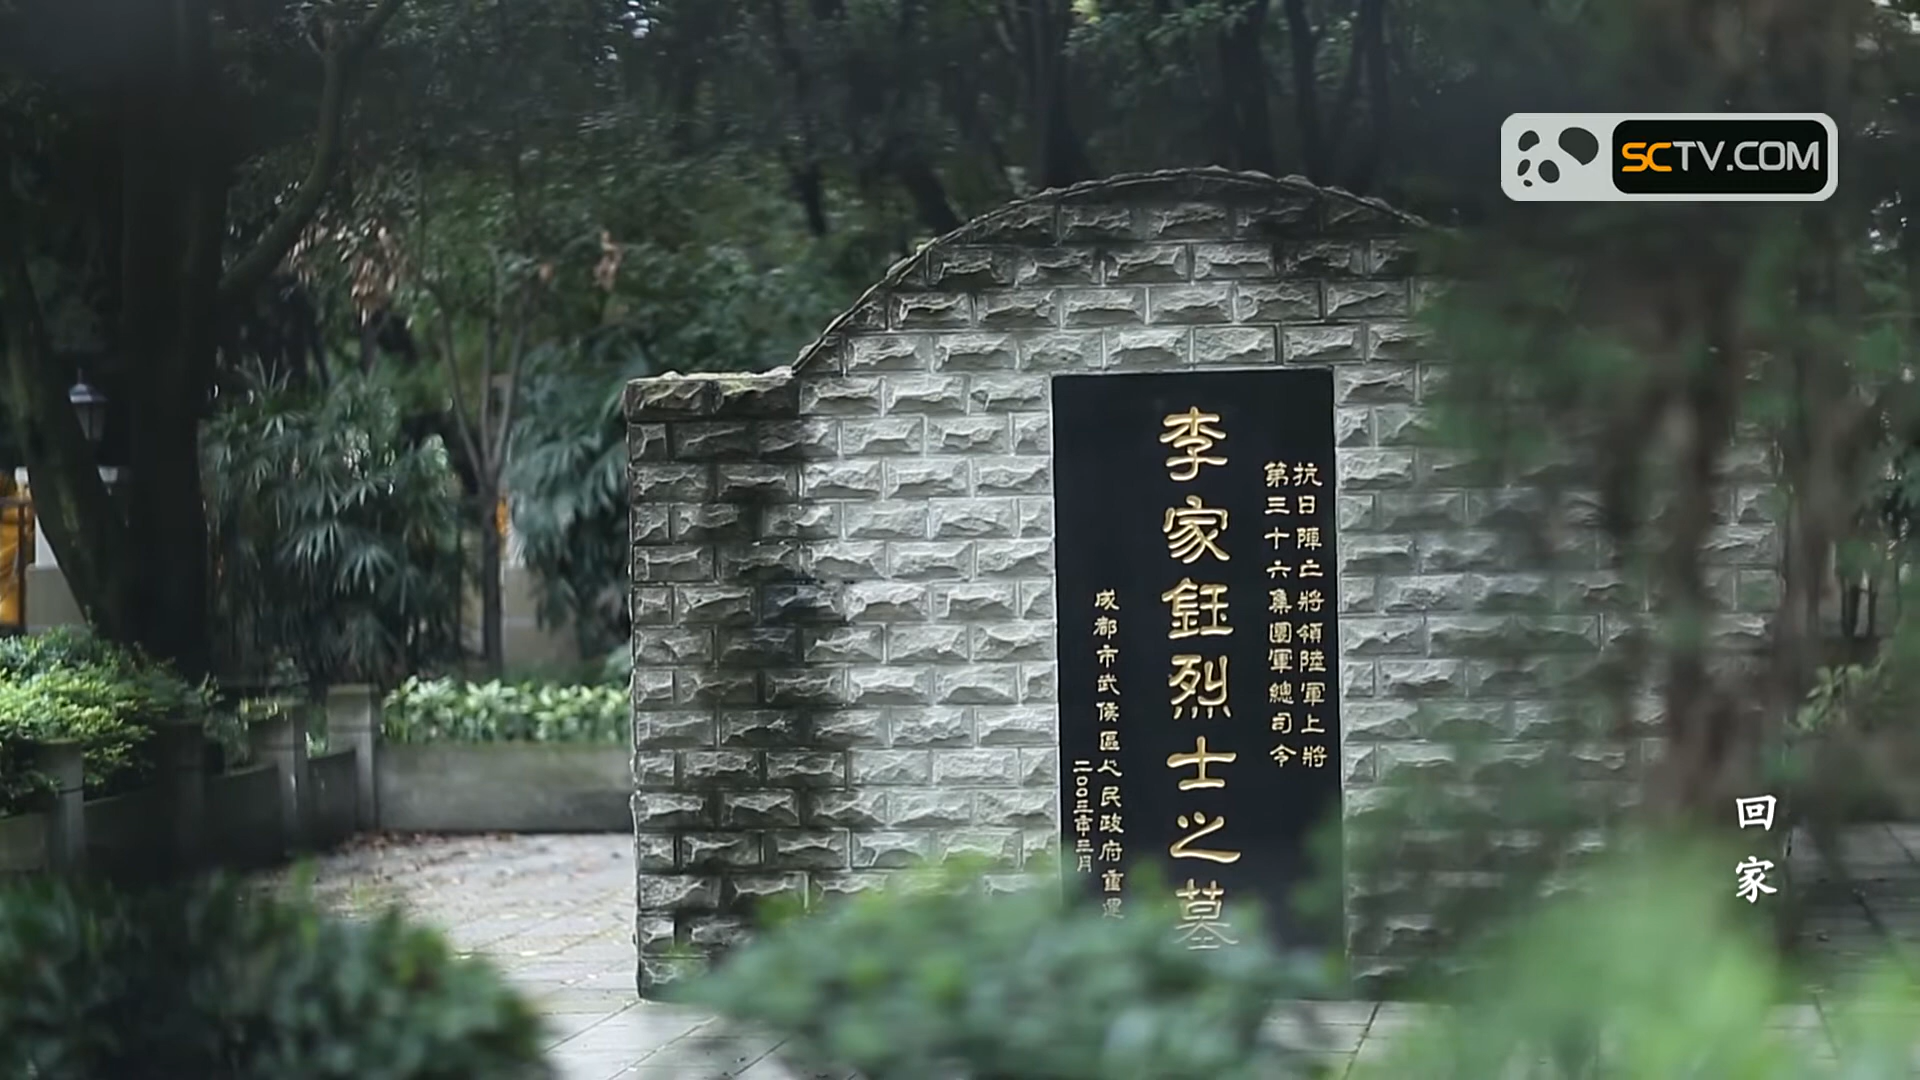 SCTV.COM
抗日陣亡將領陸軍上將
第三十六集團軍總司令
李家鈺烈士之墓
成都市武侯區人民政府重建
二00三年三月
回家